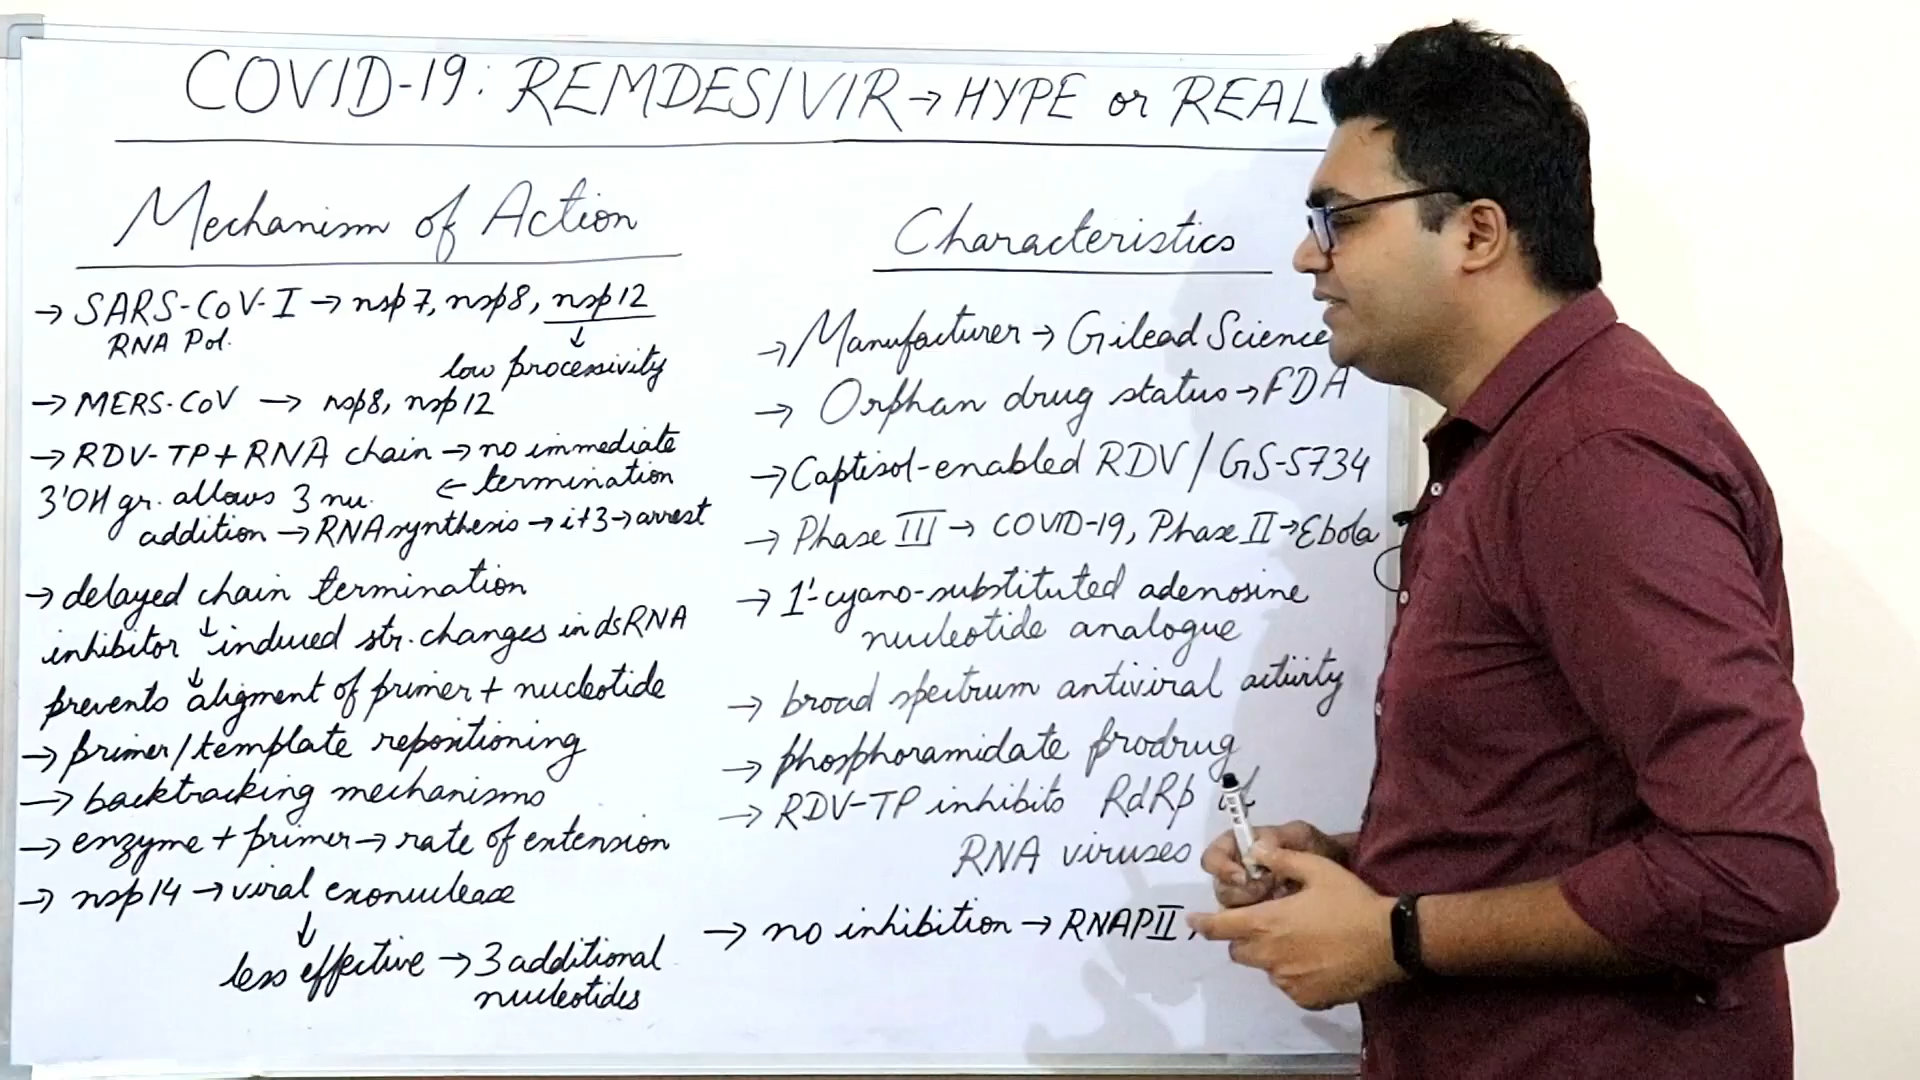 COVID-19: REMDESIVIR → HYPE or REAL
Mechanism of Action
→ SARS-CoV-I → nsp7, nsp8, nsp12
RNA Pol.
↓
low processivity
→ MERS-CoV → nsp8, nsp12
→ RDV-TP + RNA chain → no immediate
← termination
3'OH gr. allows 3 nu.
addition → RNA synthesis → i+3 → arrest
→ delayed chain termination
inhibitor ↓ induced str. changes in dsRNA
↓
prevents aligment of primer + nucleotide
→ primer/template repositioning
→ backtracking mechanisms
→ enzyme + primer → rate of extension
→ nsp14 → viral exonuclease
↓
less effective → 3 additional
nucleotides
Characteristics
→ Manufacturer → Gilead Science
→ Orphan drug status → FDA
→ Captisol-enabled RDV / GS-5734
→ Phase III → COVID-19, Phase II → Ebola
→ 1'-cyano-substituted adenosine
nucleotide analogue
→ broad spectrum antiviral activity
→ phosphoramidate prodrug
→ RDV-TP inhibits RdRp
RNA viruses
→ no inhibition → RNAPII,